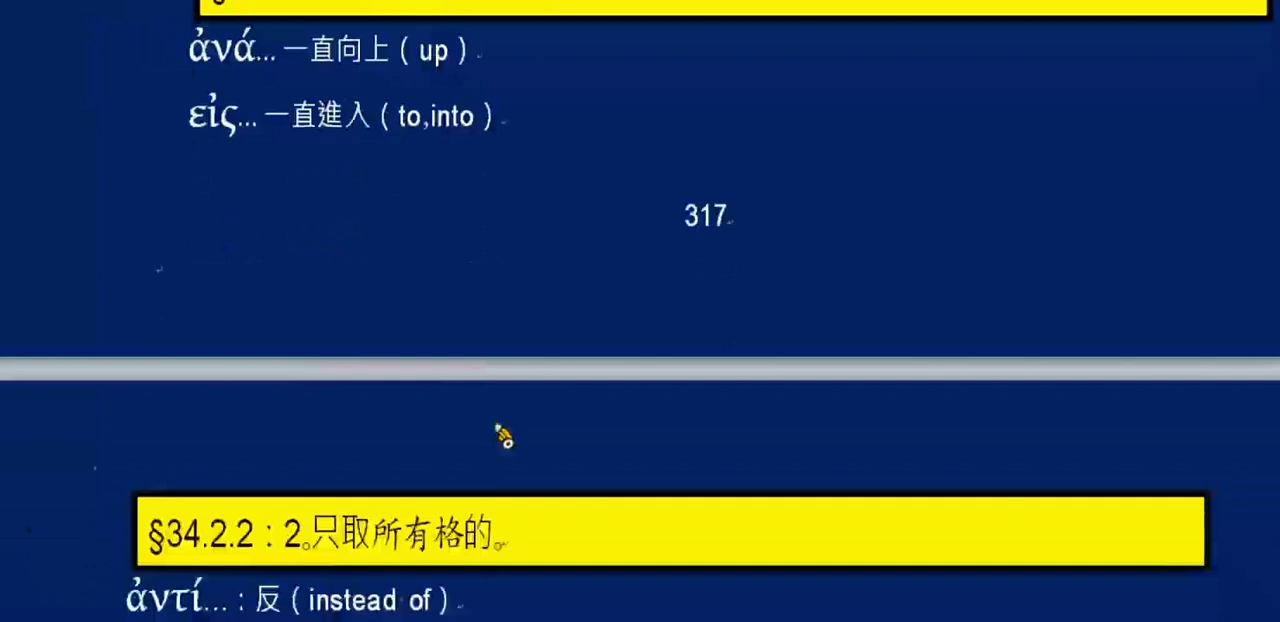 ἀνά... 一直向上 ( up )
εἰς... 一直進入 ( to,into )
317
§34.2.2 : 2。只取所有格的。
ἀντί... : 反 ( instead of )